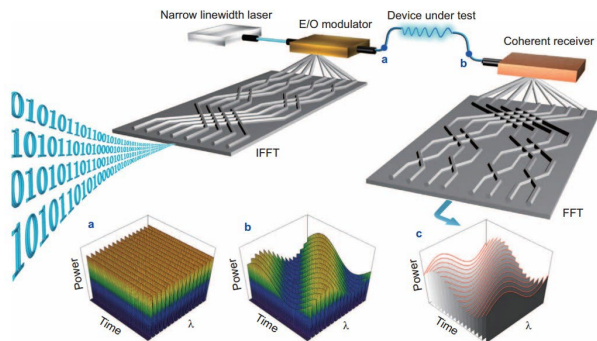 Narrow linewidth laser
E/O modulator
Device under test
Coherent receiver
a
b
IFFT
FFT
a
b
c
Power
Time
λ
Power
Time
λ
Power
Time
λ